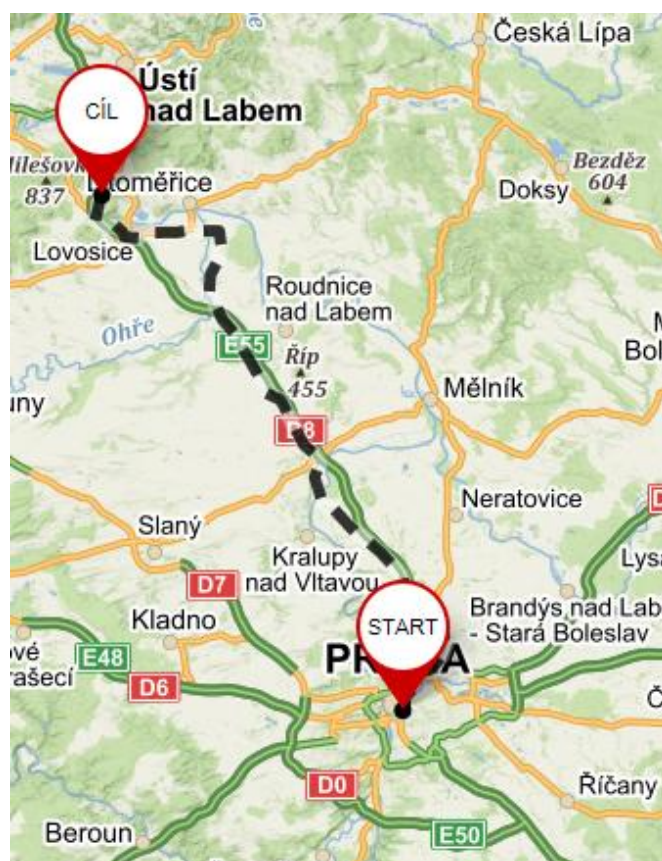 Česká Lípa
Ústí
nad Labem
CÍL
Bezděz
604
Milešovk
837
Litoměřice
Doksy
Lovosice
Roudnice
nad Labem
Ohře
E55
Říp
455
Mělník
D8
Neratovice
Slaný
Kralupy
nad Vltavou
D7
Kladno
START
Brandýs nad Lab
- Stará Boleslav
E48
D6
D0
Říčany
Beroun
E50